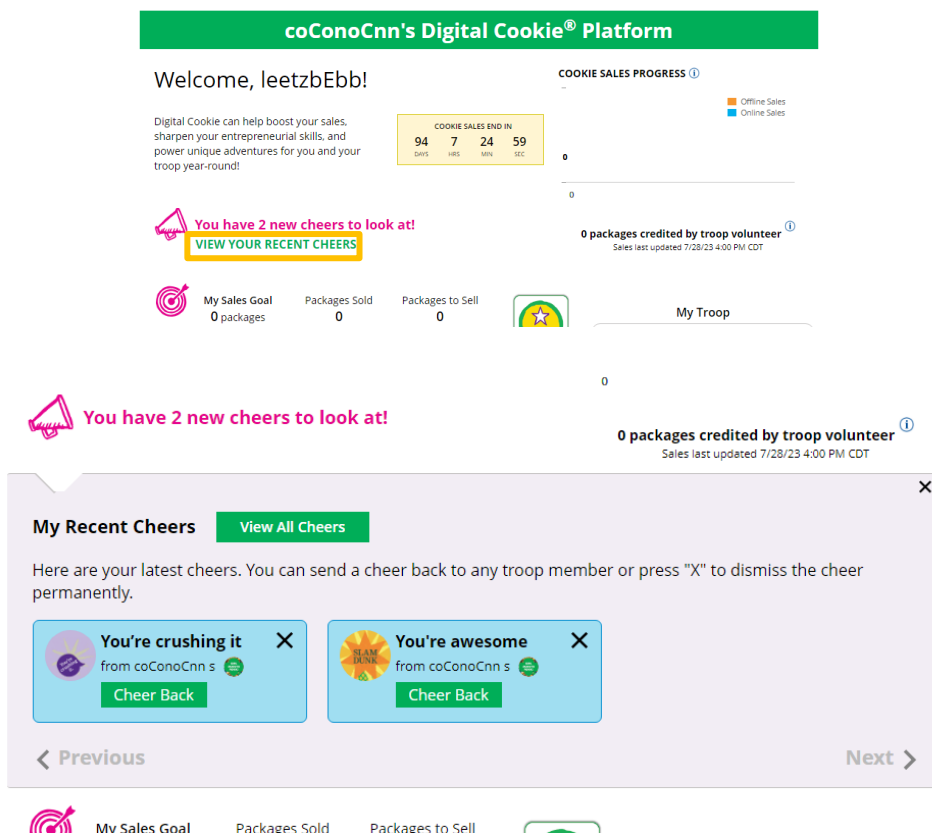 coConoCnn's Digital Cookie® Platform
Welcome, leetzbEbb!
Digital Cookie can help boost your sales,
sharpen your entrepreneurial skills, and
power unique adventures for you and your
troop year-round!
COOKIE SALES END IN
94 7 24 59
DAYS HRS MIN SEC
COOKIE SALES PROGRESS
Offline Sales
Online Sales
0
0
You have 2 new cheers to look at!
VIEW YOUR RECENT CHEERS
0 packages credited by troop volunteer
Sales last updated 7/28/23 4:00 PM CDT
My Sales Goal Packages Sold Packages to Sell
0 packages 0 0
My Troop
0
You have 2 new cheers to look at!
0 packages credited by troop volunteer
Sales last updated 7/28/23 4:00 PM CDT
My Recent Cheers View All Cheers
Here are your latest cheers. You can send a cheer back to any troop member or press "X" to dismiss the cheer
permanently.
You’re crushing it
from coConoCnn s
Cheer Back
SLAM
DUNK
You're awesome
from coConoCnn s
Cheer Back
Previous Next
My Sales Goal Packages Sold Packages to Sell